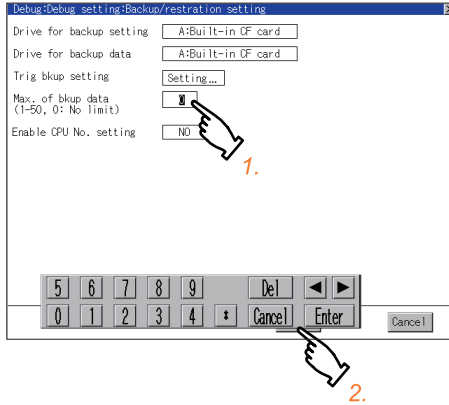 Debug:Debug setting:Backup/restration setting
Drive for backup setting A:Built-in CF card
Drive for backup data A:Built-in CF card
Trig bkup setting Setting...
Max. of bkup data 0
(1-50, 0: No limit)
Enable CPU No. setting NO
1.
5 6 7 8 9 Del ◀ ▶
0 1 2 3 4 : Cancel Enter
Cancel
2.